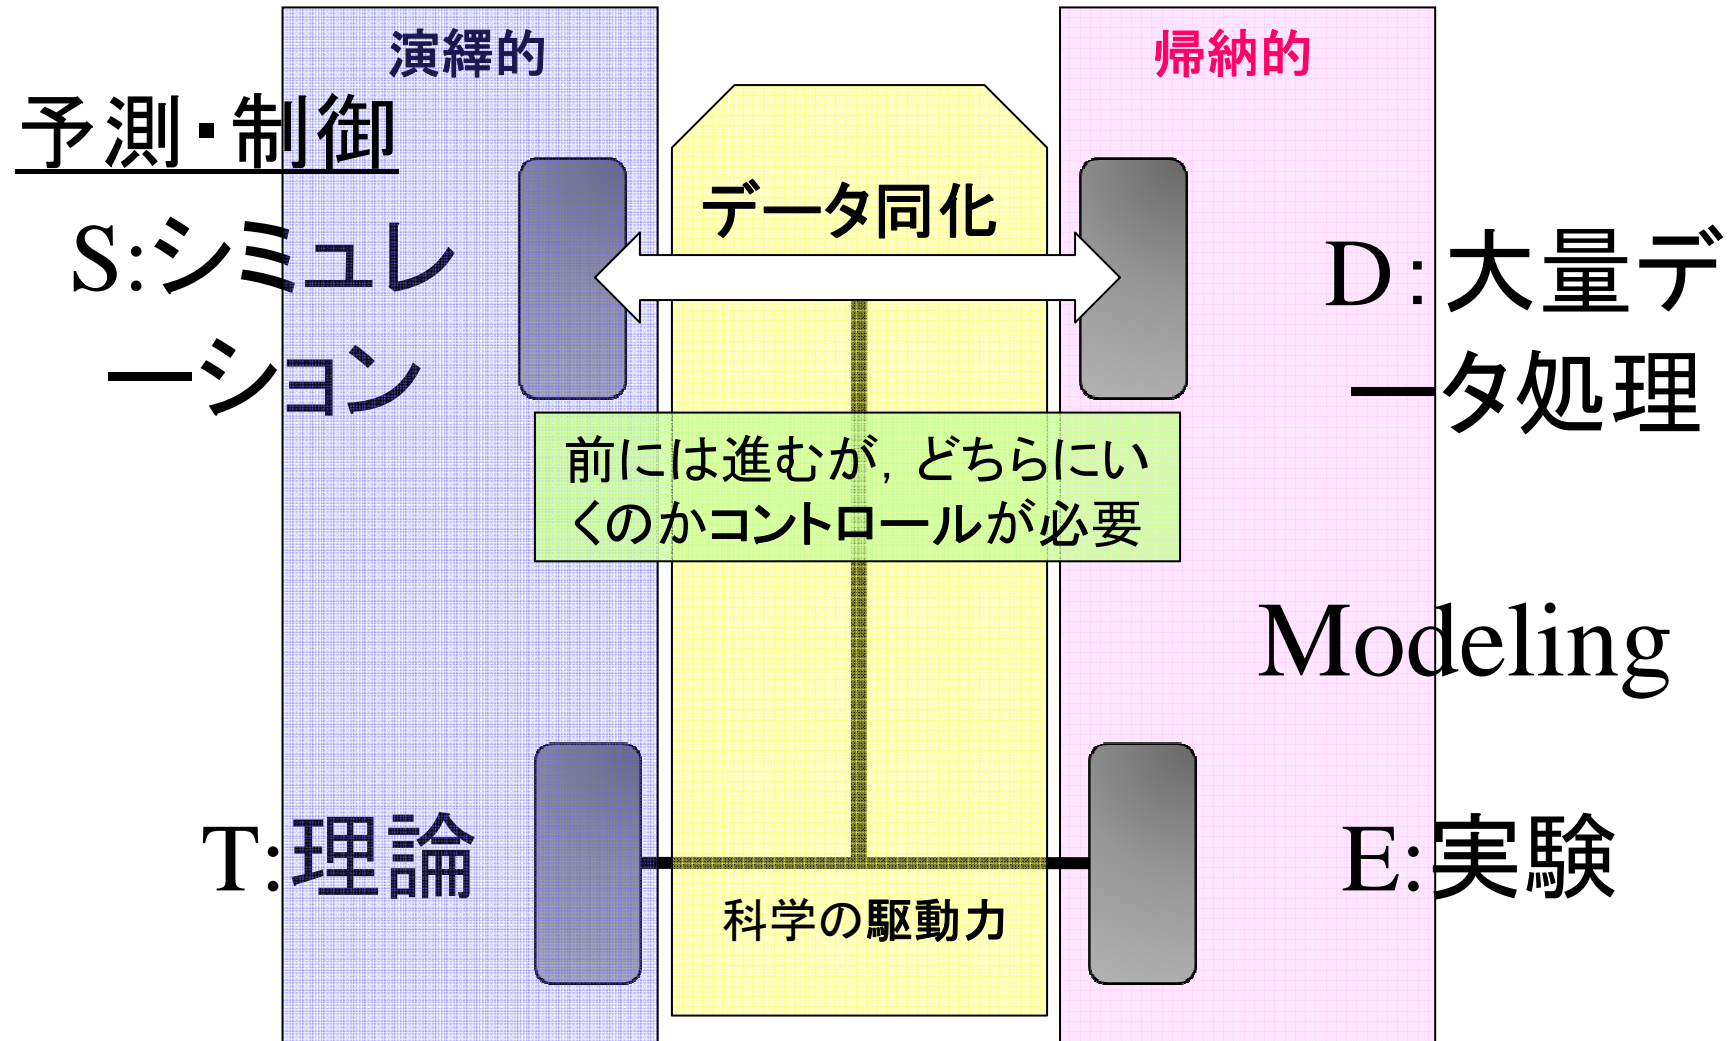 演繹的
帰納的
予測・制御
データ同化
S:シミュレ
ーション
D:大量デ
ータ処理
前には進むが，どちらにい
くのかコントロールが必要
Modeling
T:理論
E:実験
科学の駆動力